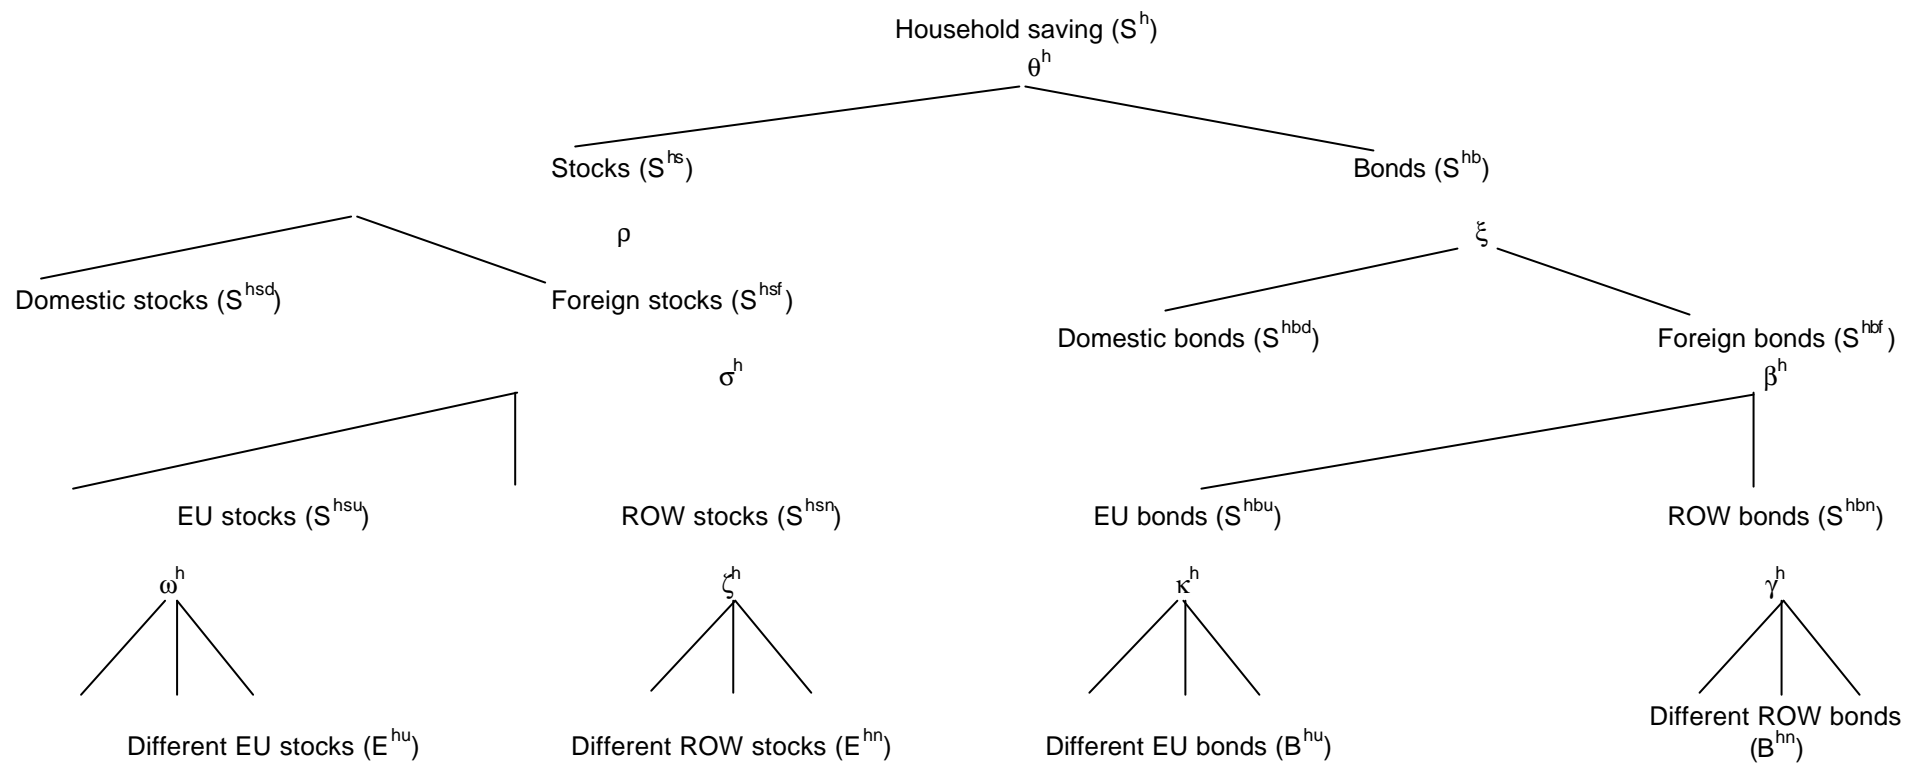 Household saving (S^h)
θ^h
Stocks (S^hs)
Bonds (S^hb)
ρ
ξ
Domestic stocks (S^hsd)
Foreign stocks (S^hsf)
Domestic bonds (S^hbd)
Foreign bonds (S^hbf)
σ^h
β^h
EU stocks (S^hsu)
ROW stocks (S^hsn)
EU bonds (S^hbu)
ROW bonds (S^hbn)
ω^h
ζ^h
κ^h
γ^h
Different EU stocks (E^hu)
Different ROW stocks (E^hn)
Different EU bonds (B^hu)
Different ROW bonds
(B^hn)